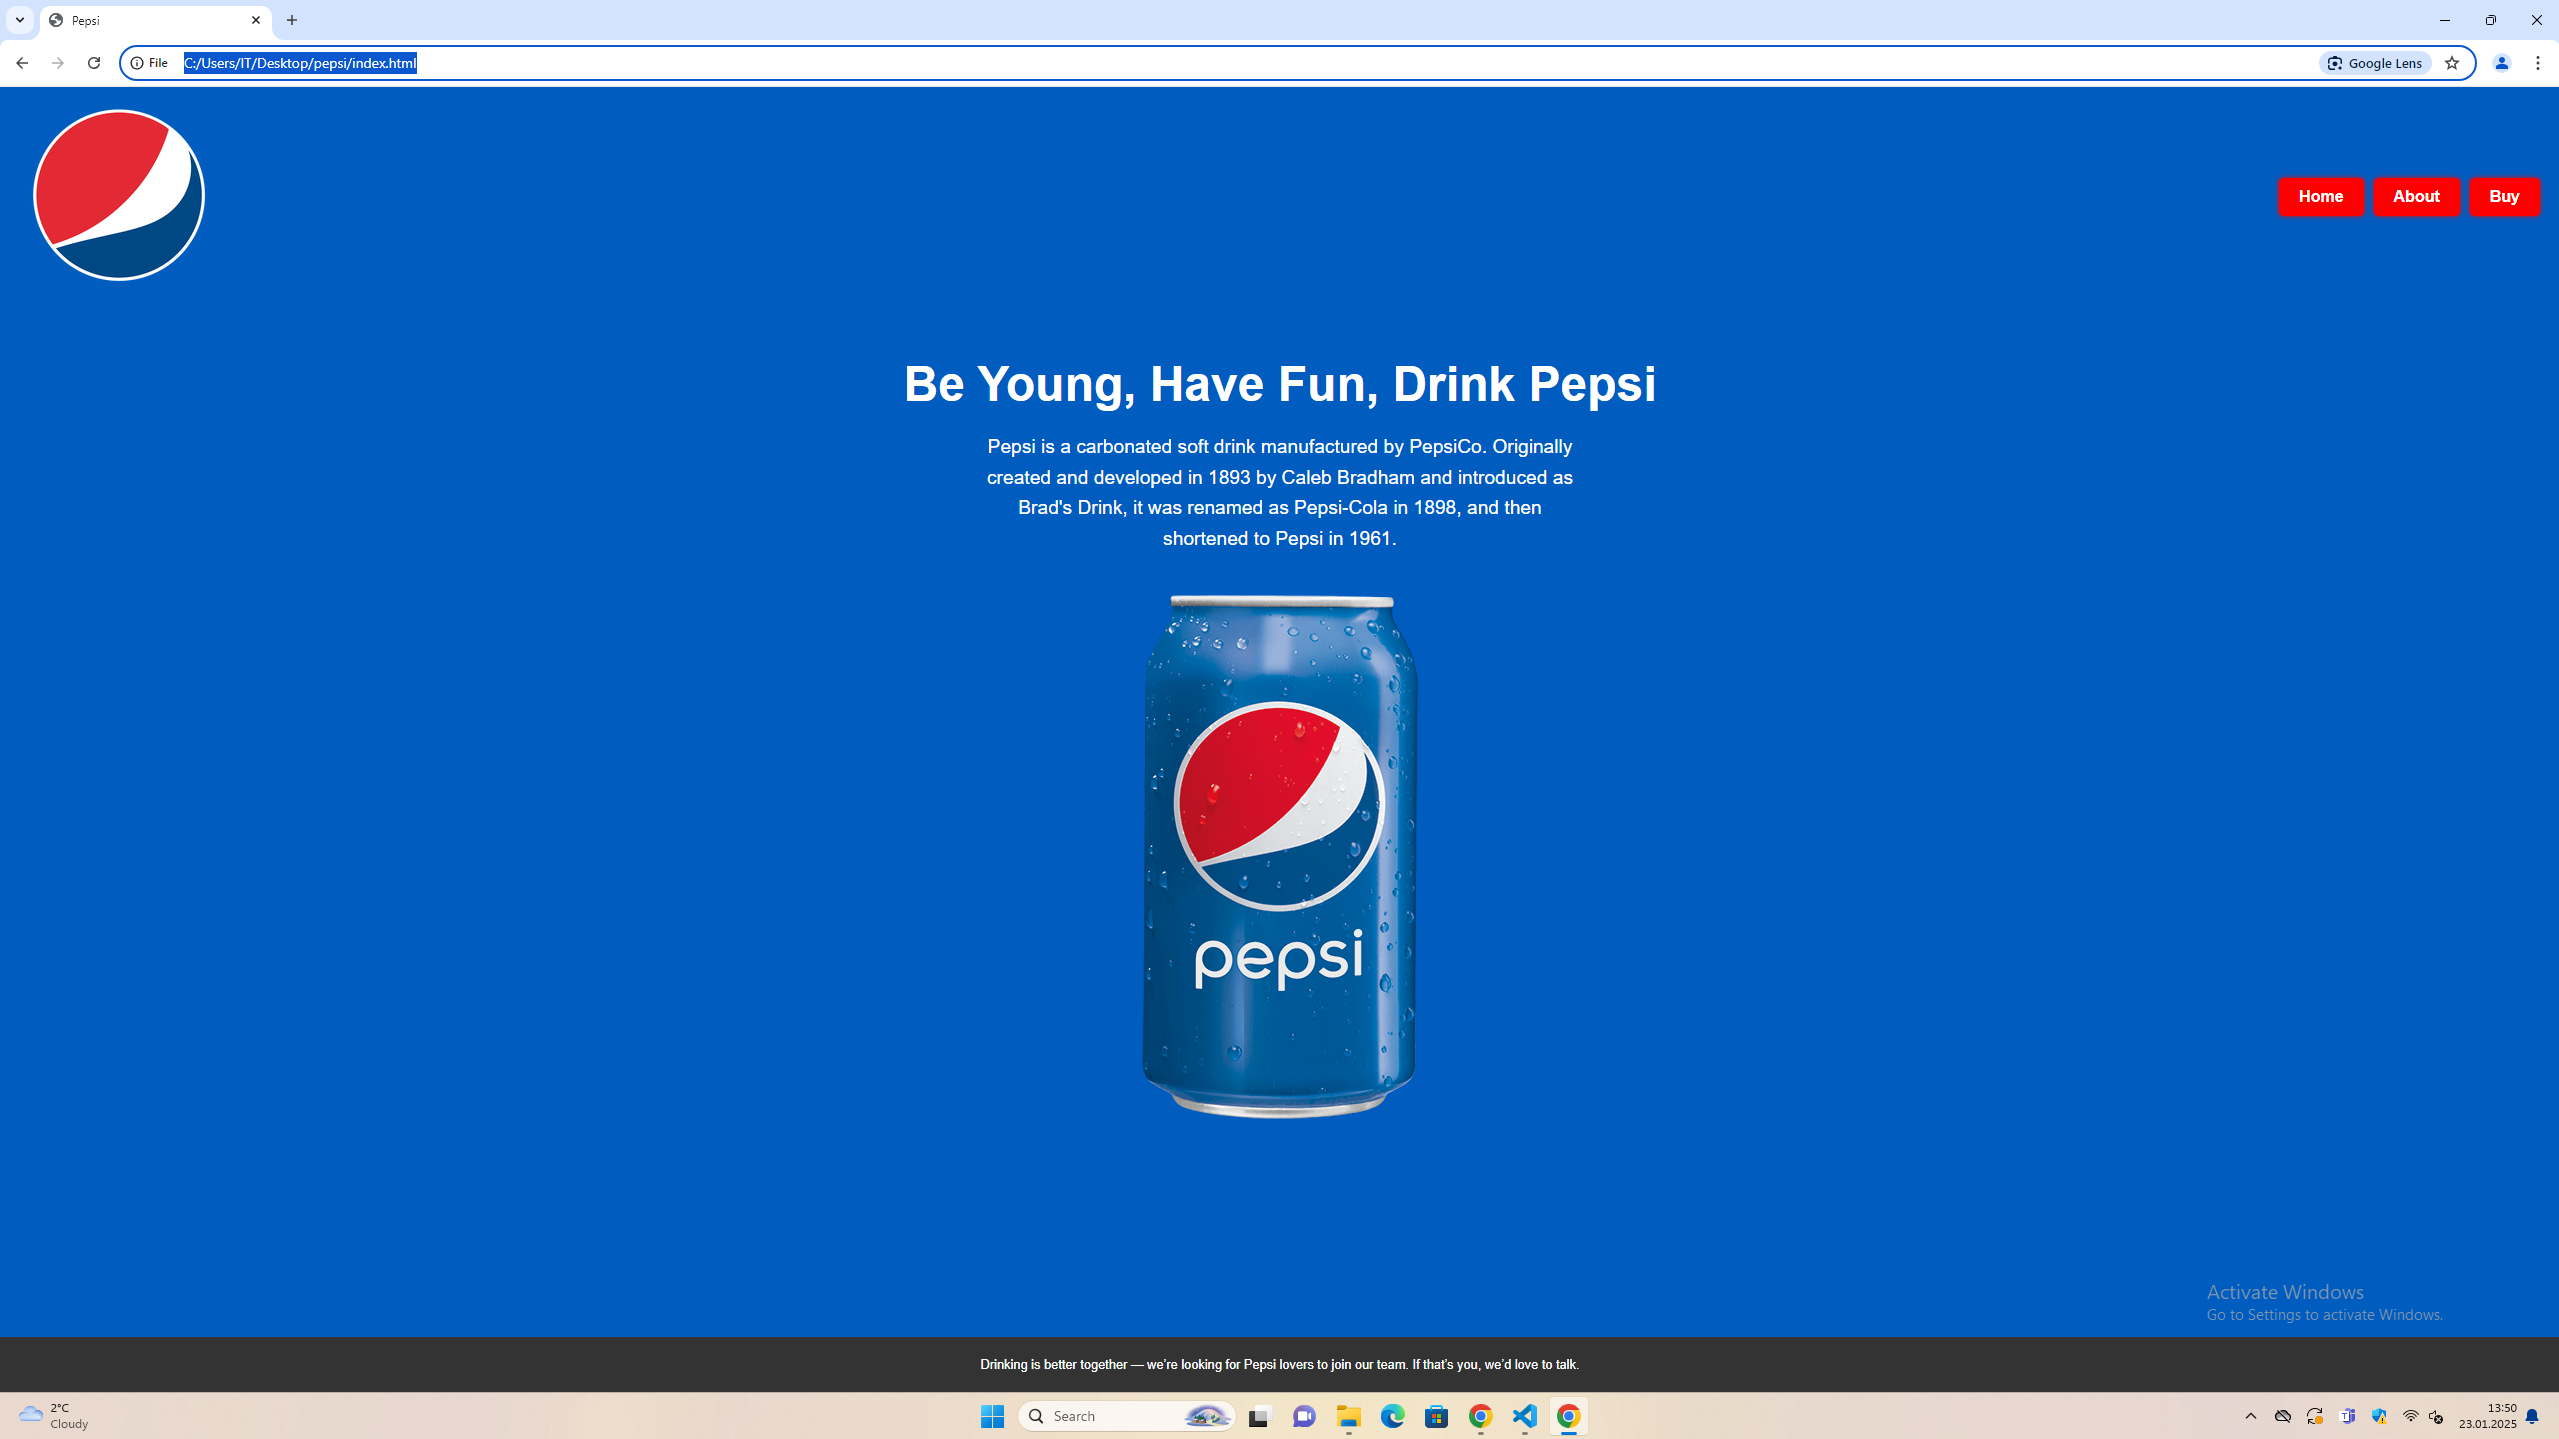 Pepsi
File
C:/Users/IT/Desktop/pepsi/index.html
Google Lens
Home
About
Buy
Be Young, Have Fun, Drink Pepsi
Pepsi is a carbonated soft drink manufactured by PepsiCo. Originally
created and developed in 1893 by Caleb Bradham and introduced as
Brad's Drink, it was renamed as Pepsi-Cola in 1898, and then
shortened to Pepsi in 1961.
pepsi
Activate Windows
Go to Settings to activate Windows.
Drinking is better together — we’re looking for Pepsi lovers to join our team. If that’s you, we’d love to talk.
2°C
Cloudy
Search
13:50
23.01.2025